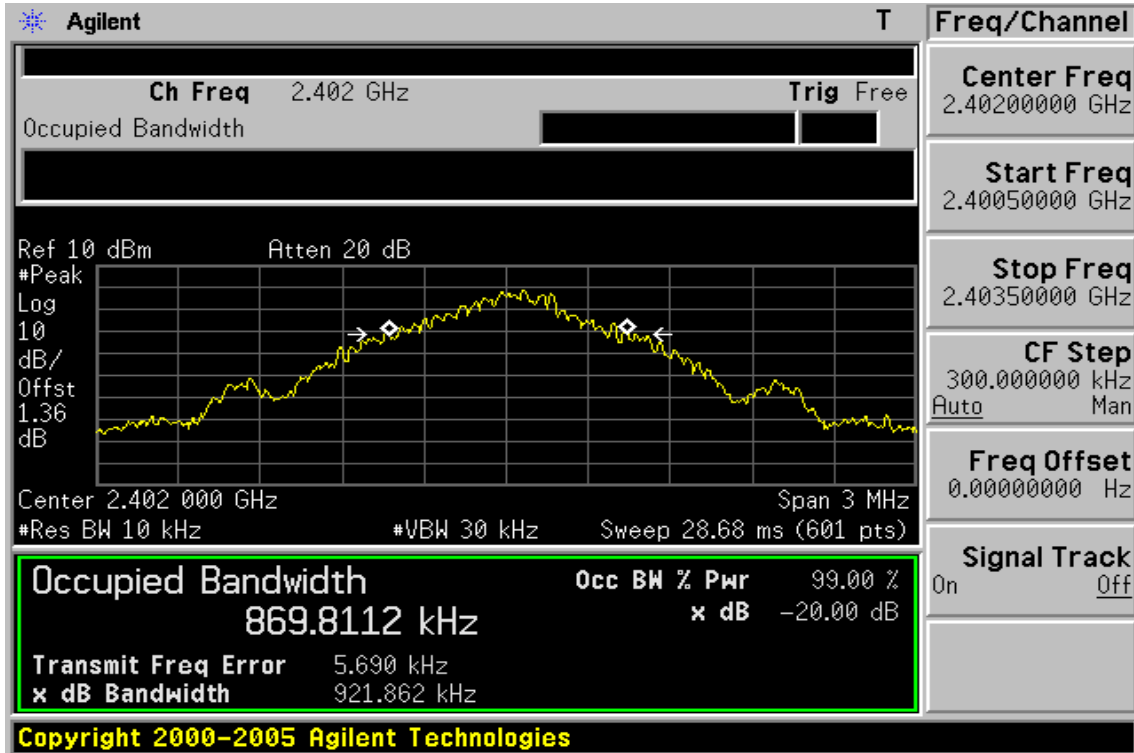 Agilent T Freq/Channel
Ch Freq 2.402 GHz Trig Free
Occupied Bandwidth
Center Freq
2.40200000 GHz
Start Freq
2.40050000 GHz
Stop Freq
2.40350000 GHz
CF Step
300.000000 kHz
Auto Man
Freq Offset
0.00000000 Hz
Signal Track
On Off
Ref 10 dBm Atten 20 dB
#Peak
Log
10
dB/
Offst
1.36
dB
Center 2.402 000 GHz Span 3 MHz
#Res BW 10 kHz #VBW 30 kHz Sweep 28.68 ms (601 pts)
Occupied Bandwidth
869.8112 kHz
Occ BW % Pwr 99.00 %
x dB -20.00 dB
Transmit Freq Error 5.690 kHz
x dB Bandwidth 921.862 kHz
Copyright 2000-2005 Agilent Technologies